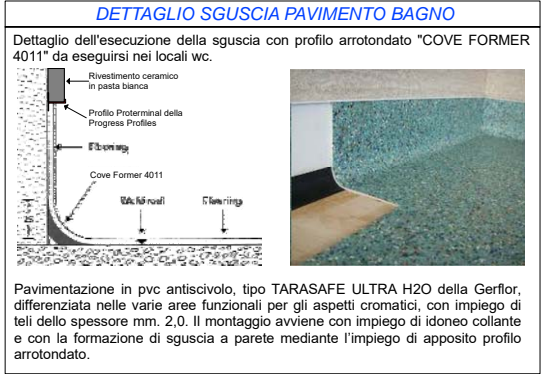 DETTAGLIO SGUSCIA PAVIMENTO BAGNO
Dettaglio dell'esecuzione della sguscia con profilo arrotondato "COVE FORMER
4011" da eseguirsi nei locali wc.
Rivestimento ceramico
in pasta bianca
Profilo Proterminal della
Progress Profiles
Flooring
Cove Former 4011
Flooring
Pavimentazione in pvc antiscivolo, tipo TARASAFE ULTRA H2O della Gerflor,
differenziata nelle varie aree funzionali per gli aspetti cromatici, con impiego di
teli dello spessore mm. 2,0. Il montaggio avviene con impiego di idoneo collante
e con la formazione di sguscia a parete mediante l'impiego di apposito profilo
arrotondato.